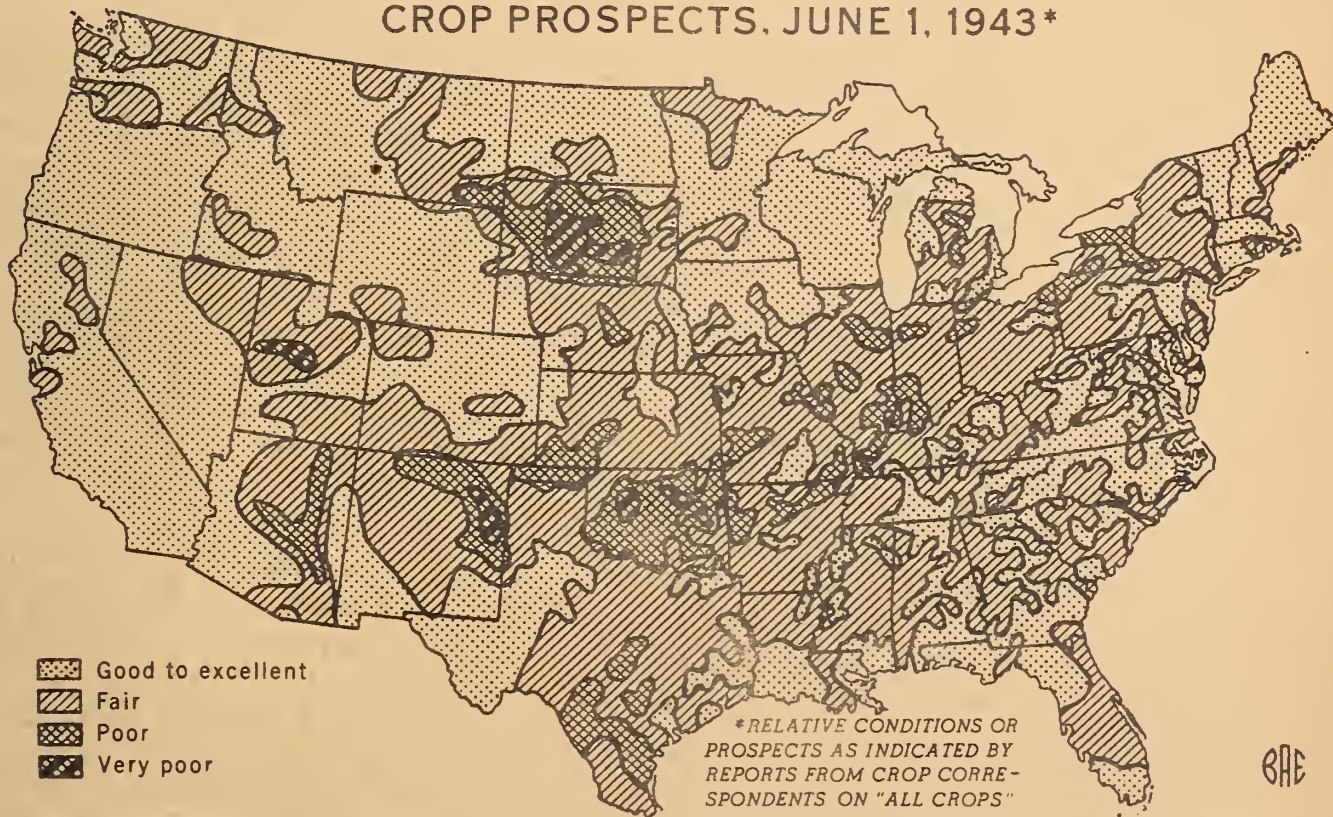 CROP PROSPECTS, JUNE 1, 1943*
Good to excellent
Fair
Poor
Very poor
*RELATIVE CONDITIONS OR
PROSPECTS AS INDICATED BY
REPORTS FROM CROP CORRE-
SPONDENTS ON "ALL CROPS"
BAE